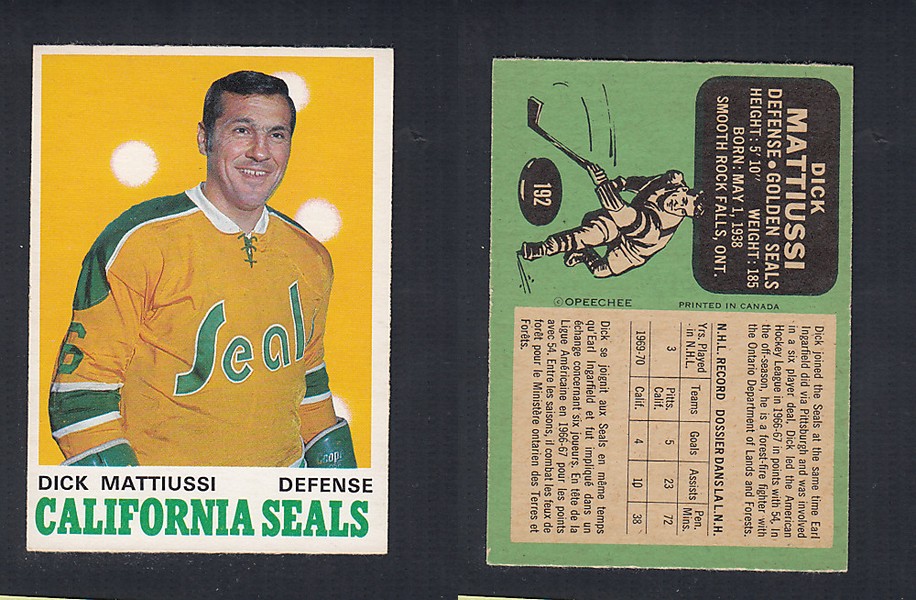 Seals
6
DICK MATTIUSSI DEFENSE
CALIFORNIA SEALS
DICK
MATTIUSSI
DEFENSE • GOLDEN SEALS
HEIGHT: 5'10" WEIGHT: 185
BORN: MAY 1, 1938
SMOOTH ROCK FALLS, ONT.
192
©OPEECHEE PRINTED IN CANADA
Dick joined the Seals at the same time Earl
Ingarfield did via Pittsburgh and was involved
in a six player deal. Dick led the American
Hockey League in 1966-67 in points with 54. In
the off-season, he is a forest-fire fighter with
the Ontario Department of Lands and Forests.
N.H.L. RECORD DOSSIER DANS LA L.N.H.
Yrs. Played in N.H.L. Teams Goals Assists Pen. Mins.
3 Pitts. Calif. 5 23 72
1969-70 Calif. 4 10 38
Dick se joignit aux Seals en même temps
qu'Earl Ingarfield et fut impliqué dans un
échange concernant six joueurs. En tête de la
Ligue Américaine en 1966-67 pour les points
avec 54. Entre les saisons, il combat les feux de
forêt pour le Ministère ontarien des Terres et
Forêts.